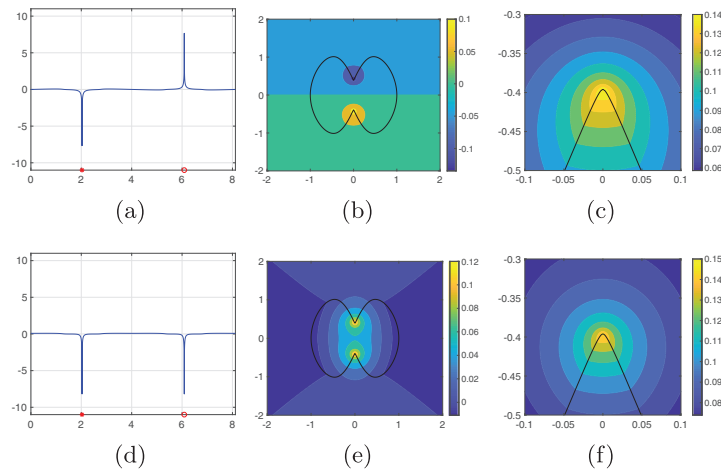 10 5 0 -5 -10
0 2 4 6 8
(a)
2 1 0 -1 -2
-2 -1 0 1 2
0.1 0.05 0 -0.05 -0.1
(b)
-0.3 -0.35 -0.4 -0.45 -0.5
-0.1 -0.05 0 0.05 0.1
0.14 0.13 0.12 0.11 0.1 0.09 0.08 0.07 0.06
(c)
10 5 0 -5 -10
0 2 4 6 8
(d)
2 1 0 -1 -2
-2 -1 0 1 2
0.12 0.1 0.08 0.06 0.04 0.02 0
(e)
-0.3 -0.35 -0.4 -0.45 -0.5
-0.1 -0.05 0 0.05 0.1
0.15 0.14 0.13 0.12 0.11 0.1 0.09 0.08
(f)